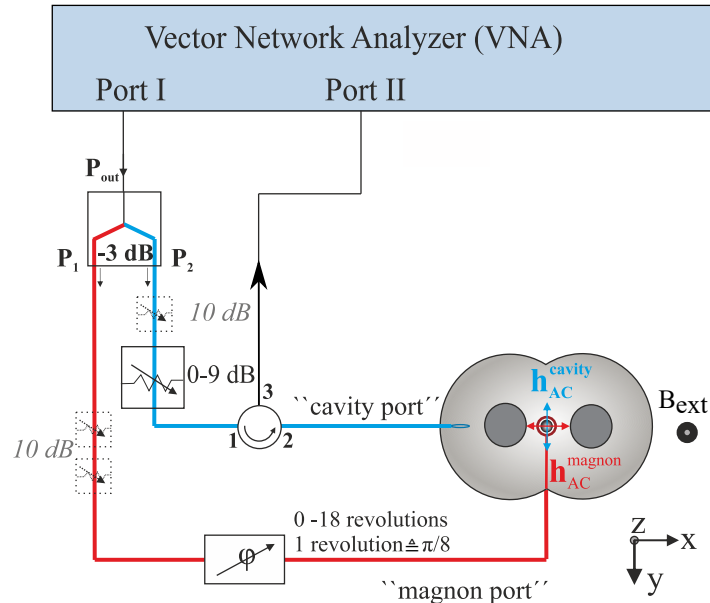 Vector Network Analyzer (VNA)
Port I
Port II
P_out
-3 dB
P_1
P_2
10 dB
0-9 dB
3
1
2
``cavity port´´
h_AC^cavity
B_ext
10 dB
h_AC^magnon
0 -18 revolutions
1 revolution≙π/8
φ
``magnon port´´
z
x
y